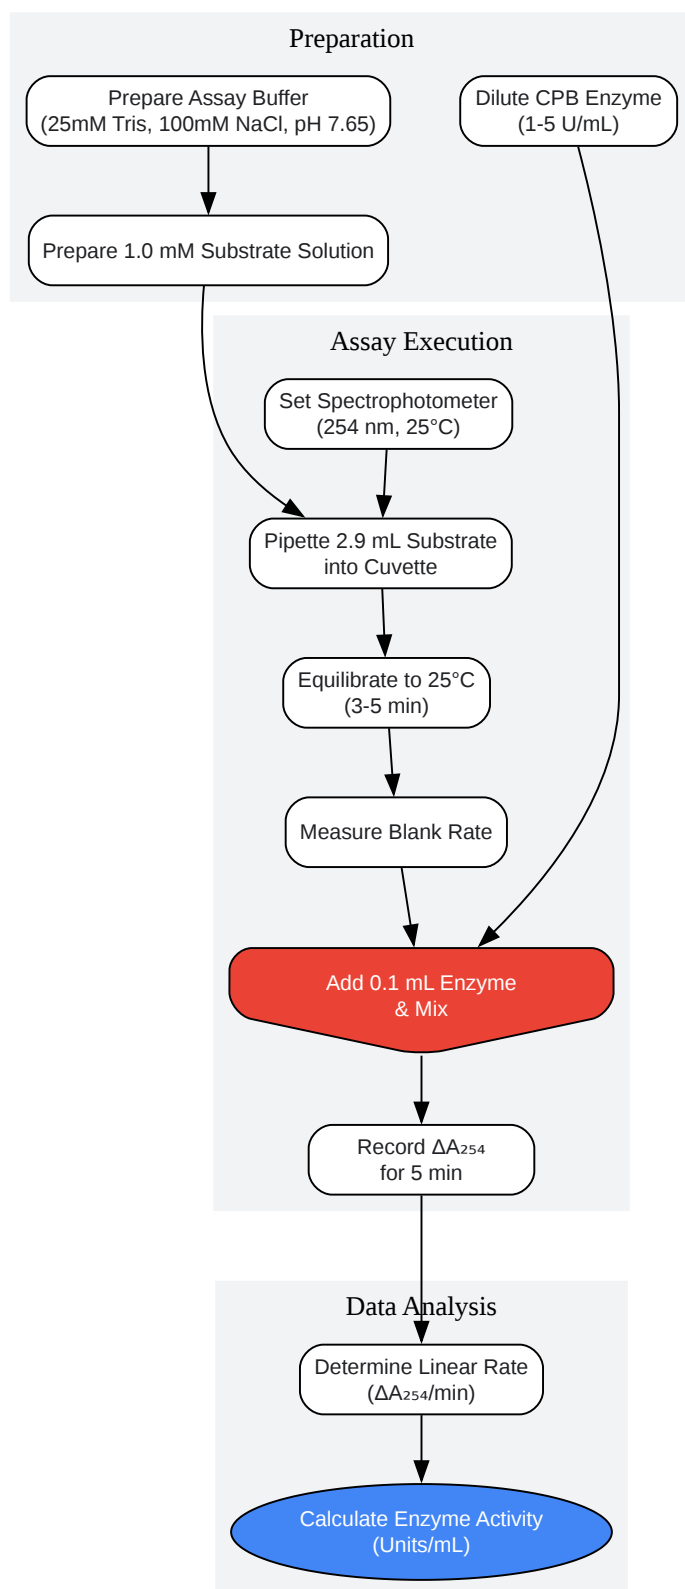 Preparation
Prepare Assay Buffer
(25mM Tris, 100mM NaCl, pH 7.65)
Dilute CPB Enzyme
(1-5 U/mL)
Prepare 1.0 mM Substrate Solution
Assay Execution
Set Spectrophotometer
(254 nm, 25°C)
Pipette 2.9 mL Substrate
into Cuvette
Equilibrate to 25°C
(3-5 min)
Measure Blank Rate
Add 0.1 mL Enzyme
& Mix
Record ΔA₂₅₄
for 5 min
Data Analysis
Determine Linear Rate
(ΔA₂₅₄/min)
Calculate Enzyme Activity
(Units/mL)